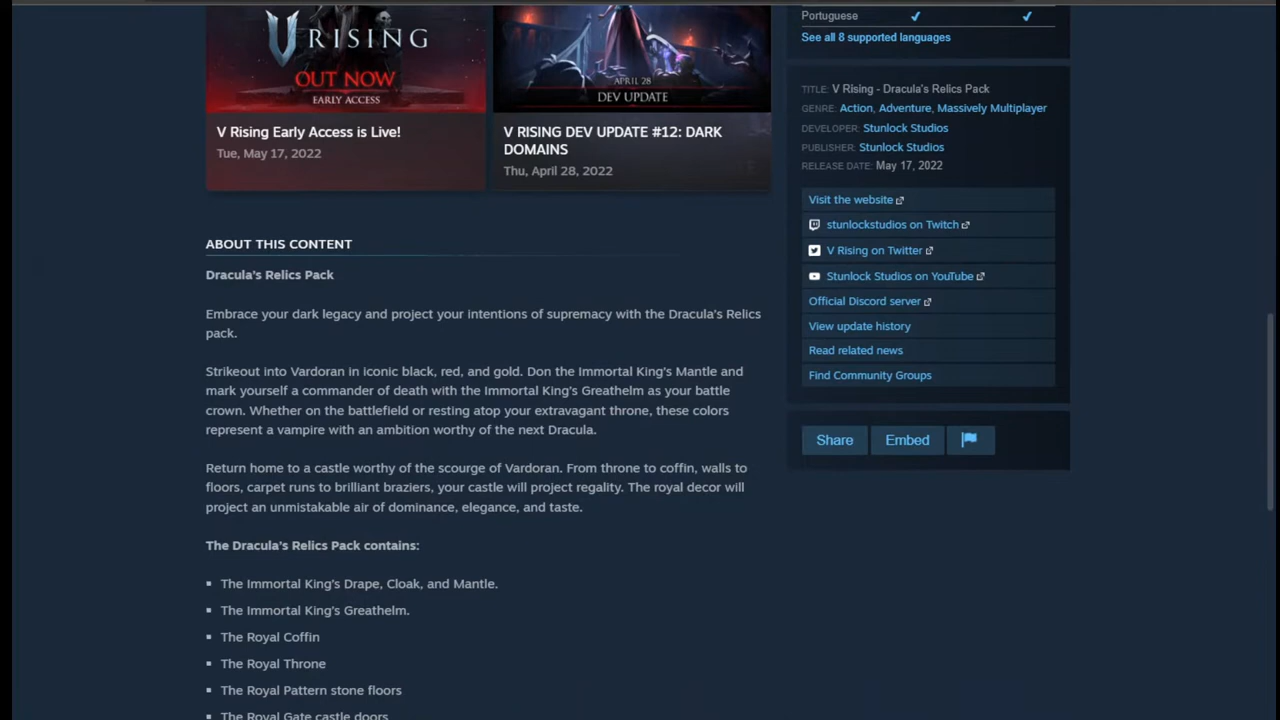 V RISING
OUT NOW
EARLY ACCESS
V Rising Early Access is Live!
Tue, May 17, 2022
APRIL 28
DEV UPDATE
V RISING DEV UPDATE #12: DARK
DOMAINS
Thu, April 28, 2022
ABOUT THIS CONTENT
Dracula's Relics Pack
Embrace your dark legacy and project your intentions of supremacy with the Dracula's Relics
pack.
Strikeout into Vardoran in iconic black, red, and gold. Don the Immortal King's Mantle and
mark yourself a commander of death with the Immortal King's Greathelm as your battle
crown. Whether on the battlefield or resting atop your extravagant throne, these colors
represent a vampire with an ambition worthy of the next Dracula.
Return home to a castle worthy of the scourge of Vardoran. From throne to coffin, walls to
floors, carpet runs to brilliant braziers, your castle will project regality. The royal decor will
project an unmistakable air of dominance, elegance, and taste.
The Dracula's Relics Pack contains:
The Immortal King's Drape, Cloak, and Mantle.
The Immortal King's Greathelm.
The Royal Coffin
The Royal Throne
The Royal Pattern stone floors
The Royal Gate castle doors
Portuguese
See all 8 supported languages
TITLE: V Rising - Dracula's Relics Pack
GENRE: Action, Adventure, Massively Multiplayer
DEVELOPER: Stunlock Studios
PUBLISHER: Stunlock Studios
RELEASE DATE: May 17, 2022
Visit the website
stunlockstudios on Twitch
V Rising on Twitter
Stunlock Studios on YouTube
Official Discord server
View update history
Read related news
Find Community Groups
Share
Embed